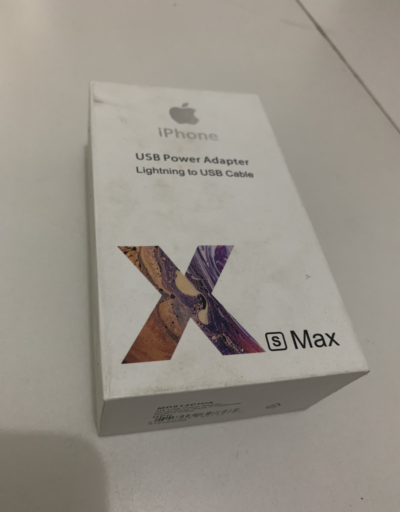 iPhone
USB Power Adapter
Lightning to USB Cable
X S Max